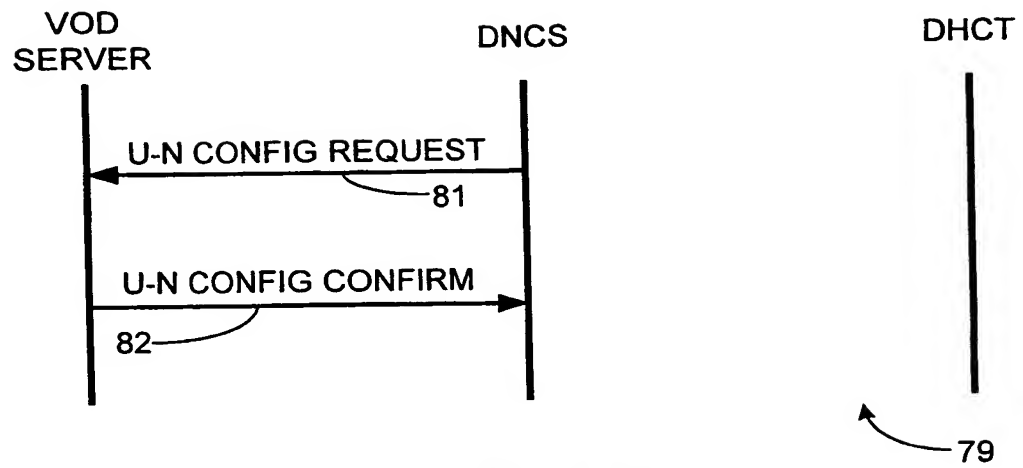 VOD
SERVER
DNCS
DHCT
U-N CONFIG REQUEST
81
U-N CONFIG CONFIRM
82
79